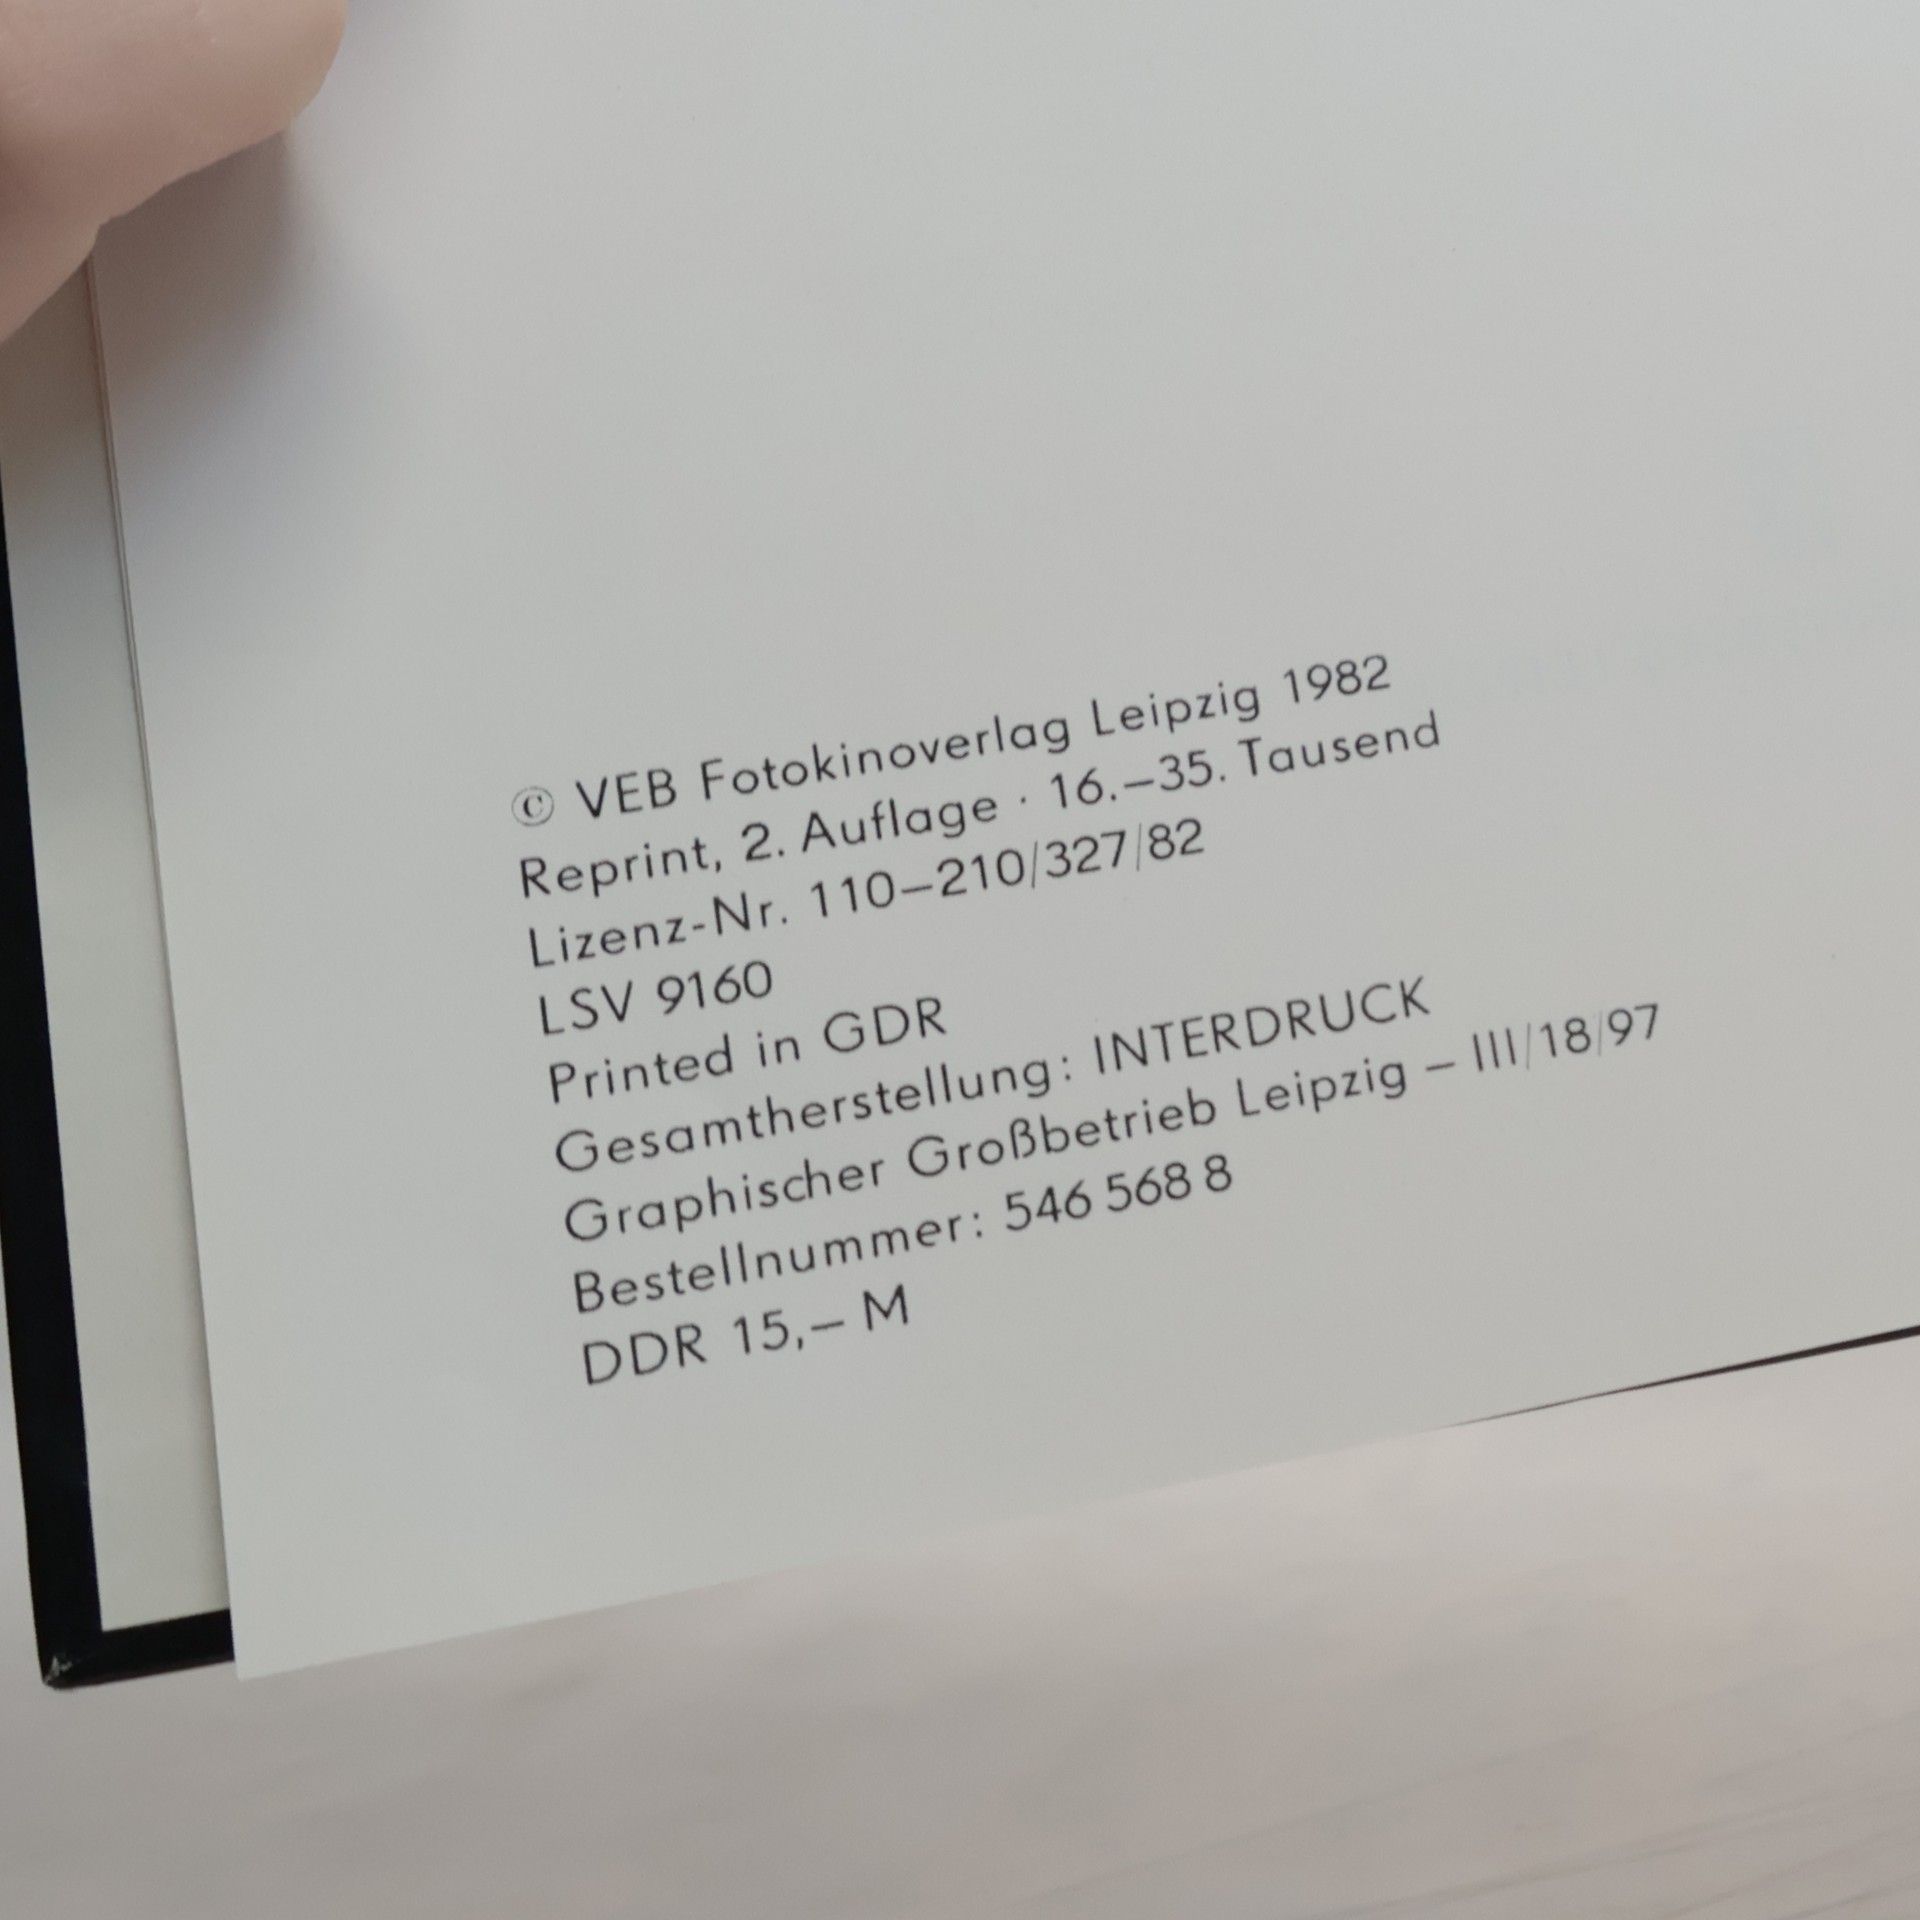 © VEB Fotokinoverlag Leipzig 1982
Reprint, 2. Auflage · 16.–35. Tausend
Lizenz-Nr. 110–210/327/82
LSV 9160
Printed in GDR
Gesamtherstellung: INTERDRUCK
Graphischer Großbetrieb Leipzig – III/18/97
Bestellnummer: 546 568 8
DDR 15,– M